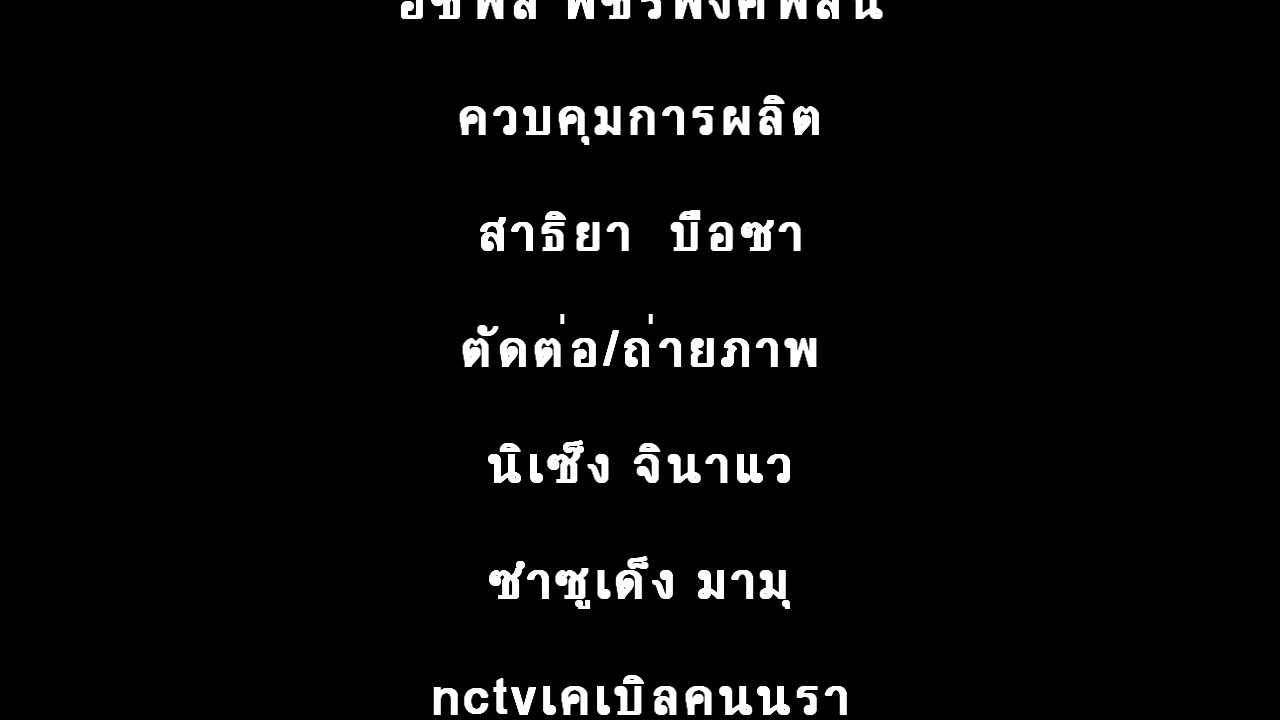 ควบคุมการผลิต
สาธิยา บือซา
ตัดต่อ/ถ่ายภาพ
นิเซ็ง จินาแว
ซำซูเด็ง มามุ
nctvเคเบิลคนนรา